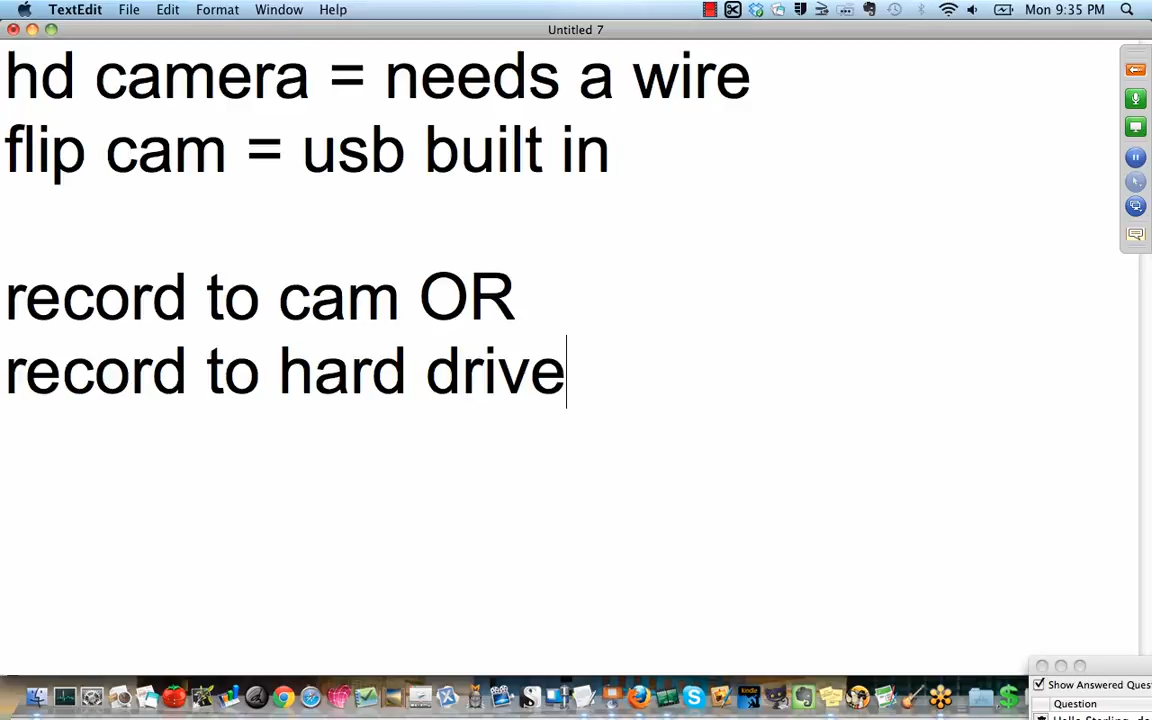 TextEdit File Edit Format Window Help Mon 9:35 PM
Untitled 7
hd camera = needs a wire
flip cam = usb built in
record to cam OR
record to hard drive
Show Answered Ques
Question